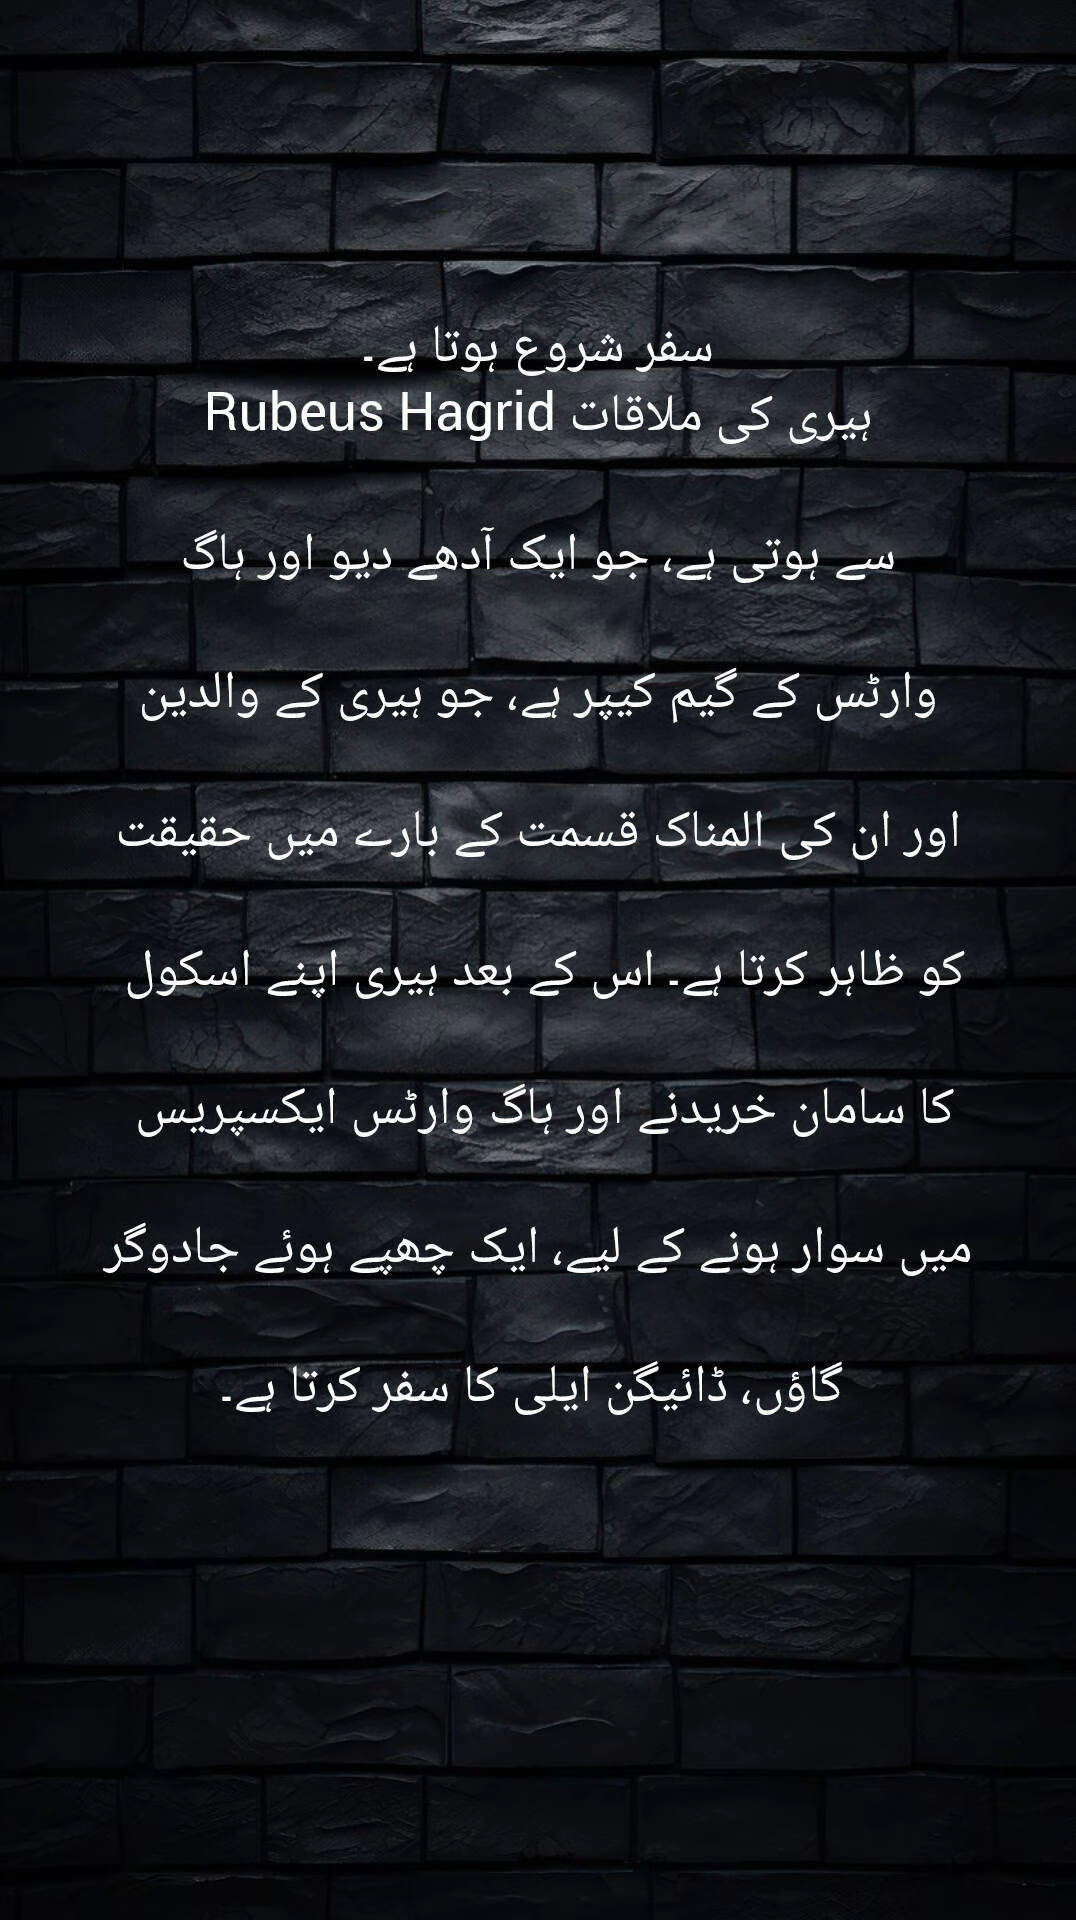 سفر شروع ہوتا ہے۔
ہیری کی ملاقات Rubeus Hagrid
سے ہوتی ہے، جو ایک آدھے دیو اور ہاگ
وارٹس کے گیم کیپر ہے، جو ہیری کے والدین
اور ان کی المناک قسمت کے بارے میں حقیقت
کو ظاہر کرتا ہے۔ اس کے بعد ہیری اپنے اسکول
کا سامان خریدنے اور ہاگ وارٹس ایکسپریس
میں سوار ہونے کے لیے، ایک چھپے ہوئے جادوگر
گاؤں، ڈائیگن ایلی کا سفر کرتا ہے۔